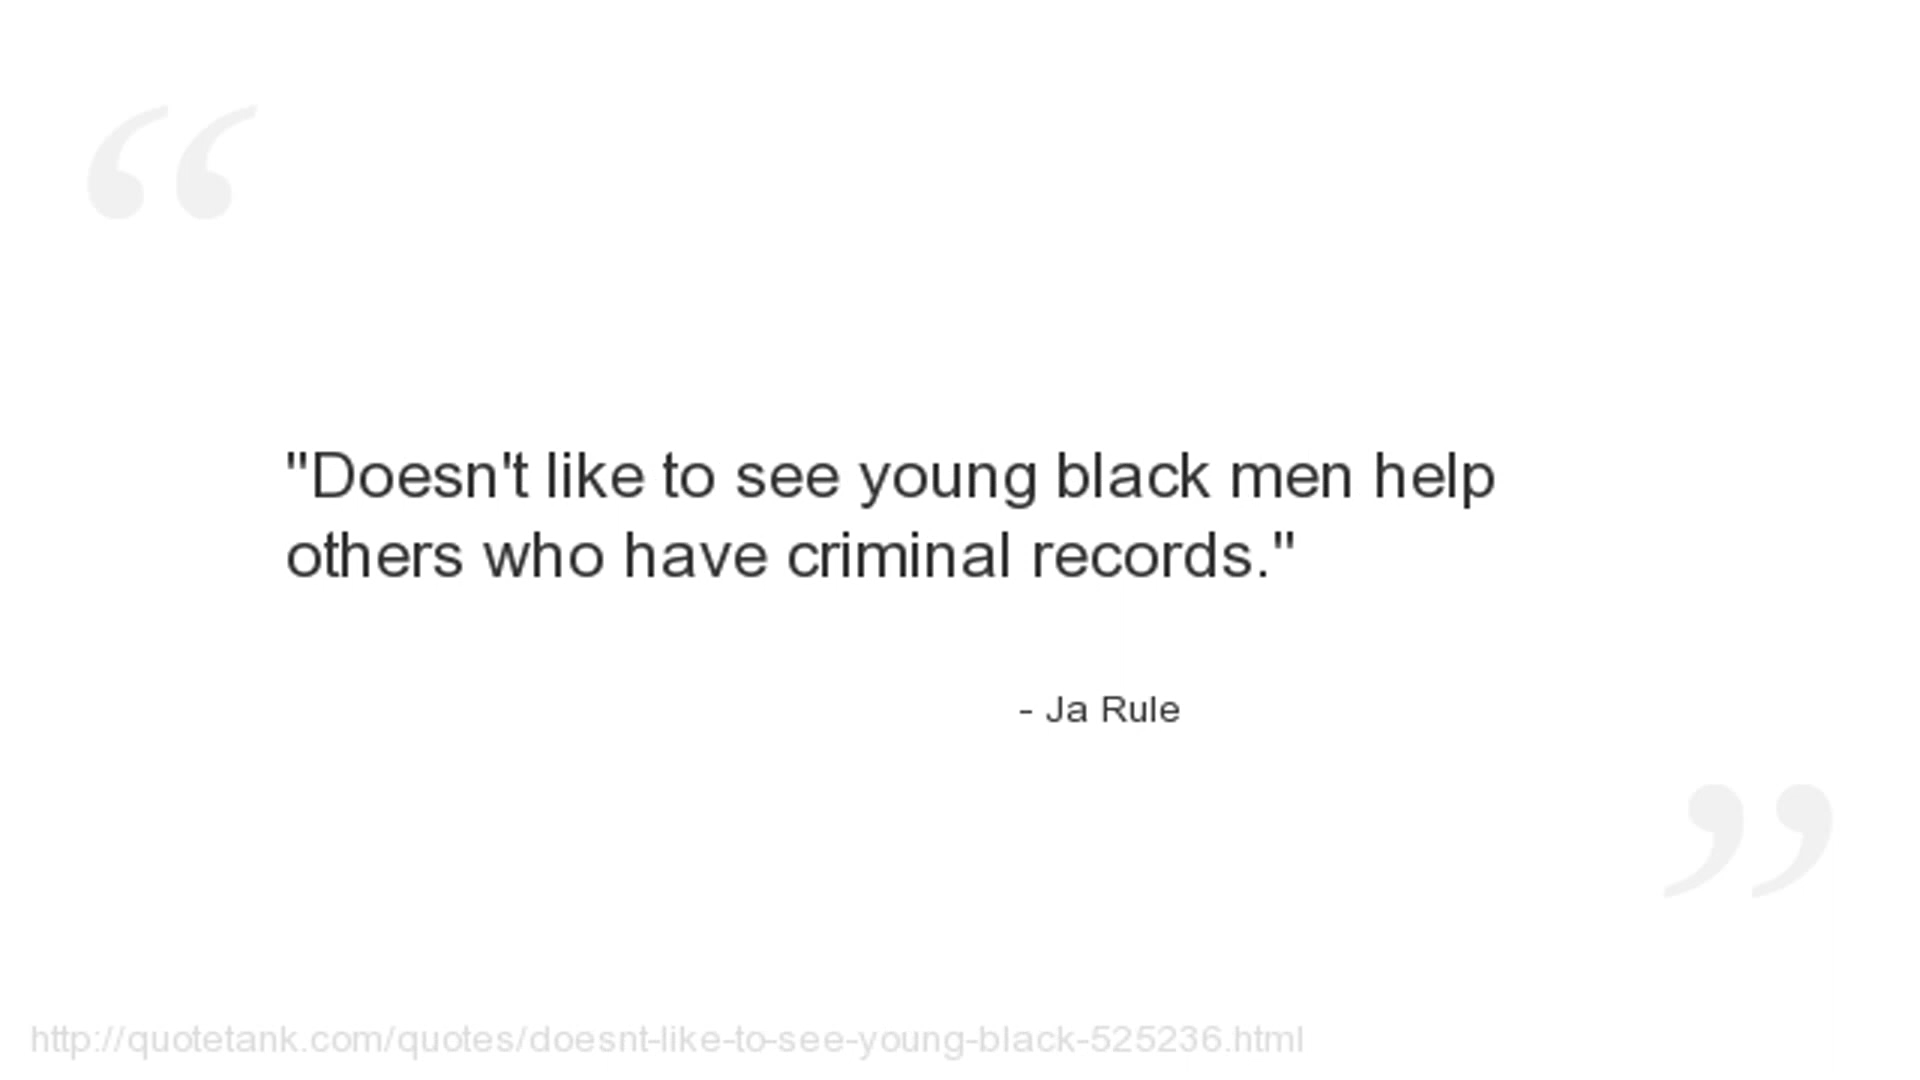 “
"Doesn't like to see young black men help
others who have criminal records."
- Ja Rule
”
http://quotetank.com/quotes/doesnt-like-to-see-young-black-525236.html